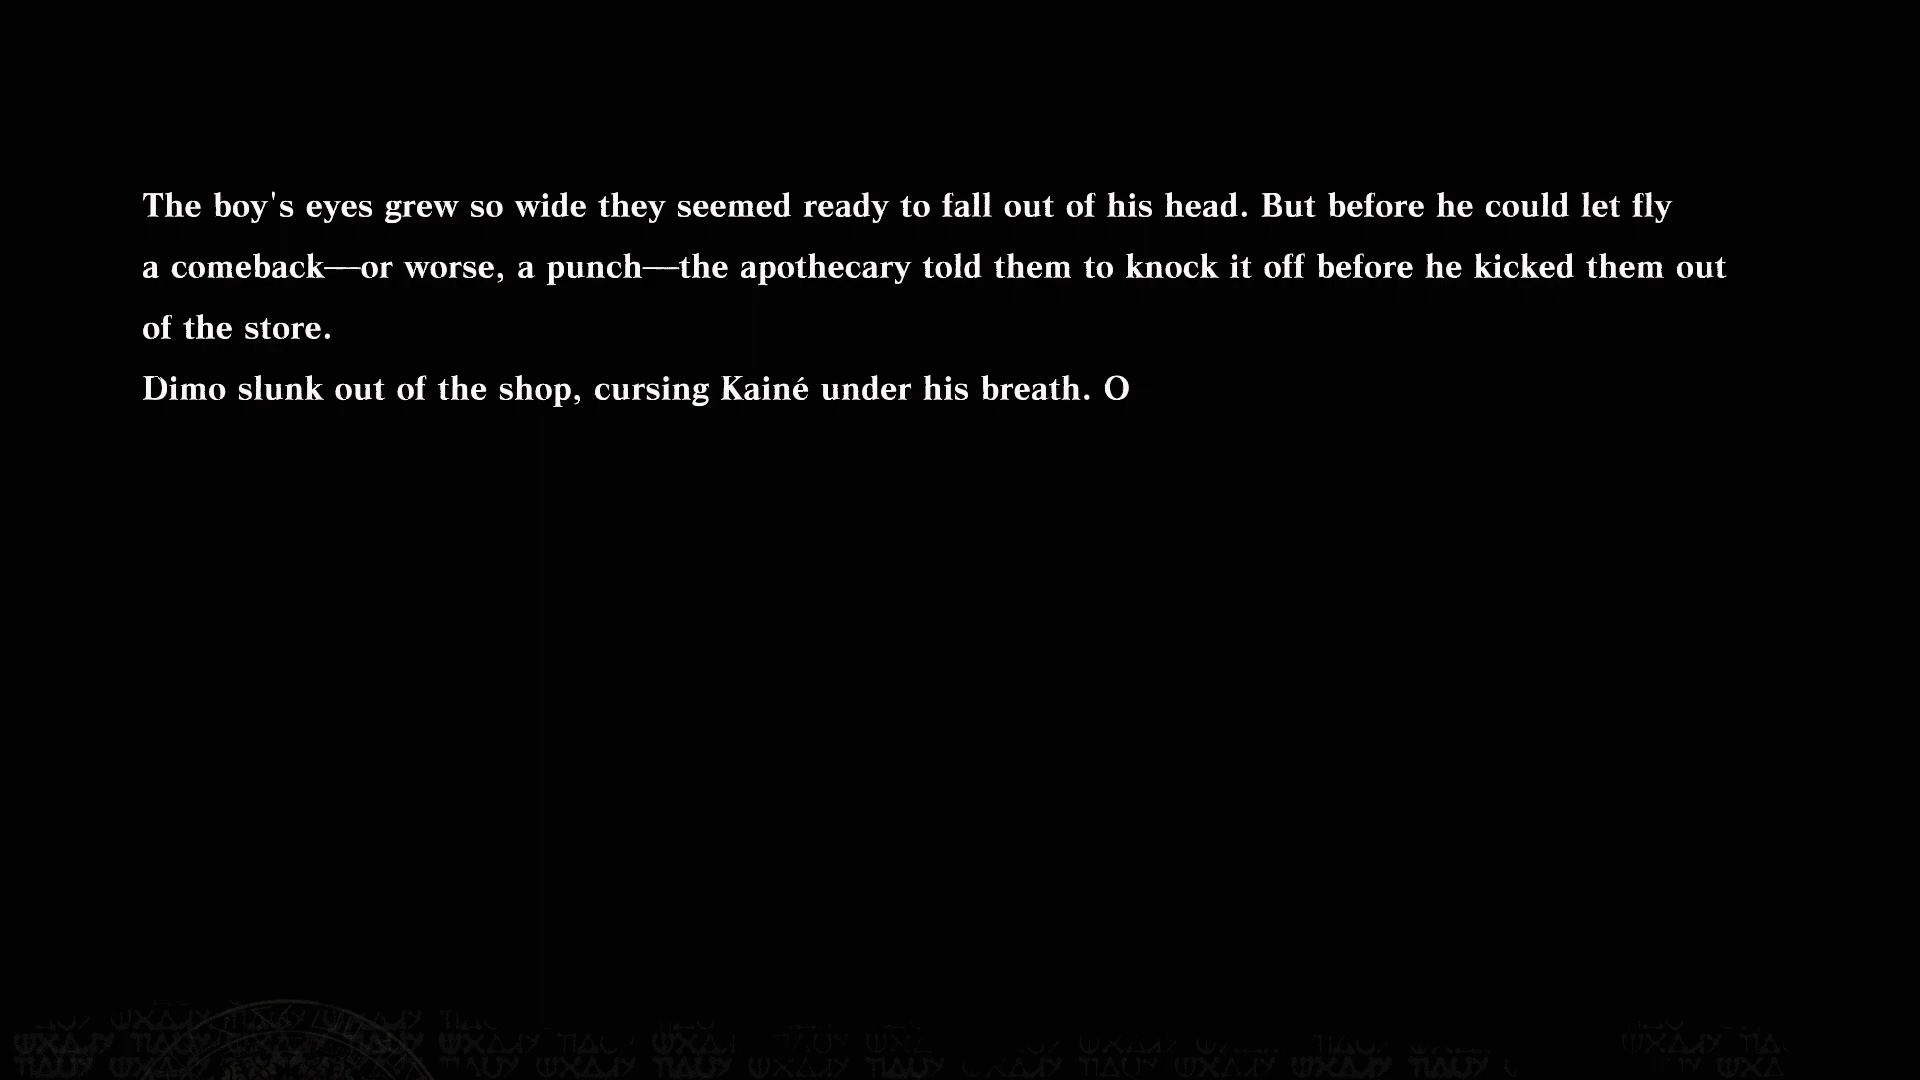 The boy's eyes grew so wide they seemed ready to fall out of his head. But before he could let fly
a comeback—or worse, a punch—the apothecary told them to knock it off before he kicked them out
of the store.
Dimo slunk out of the shop, cursing Kainé under his breath. O